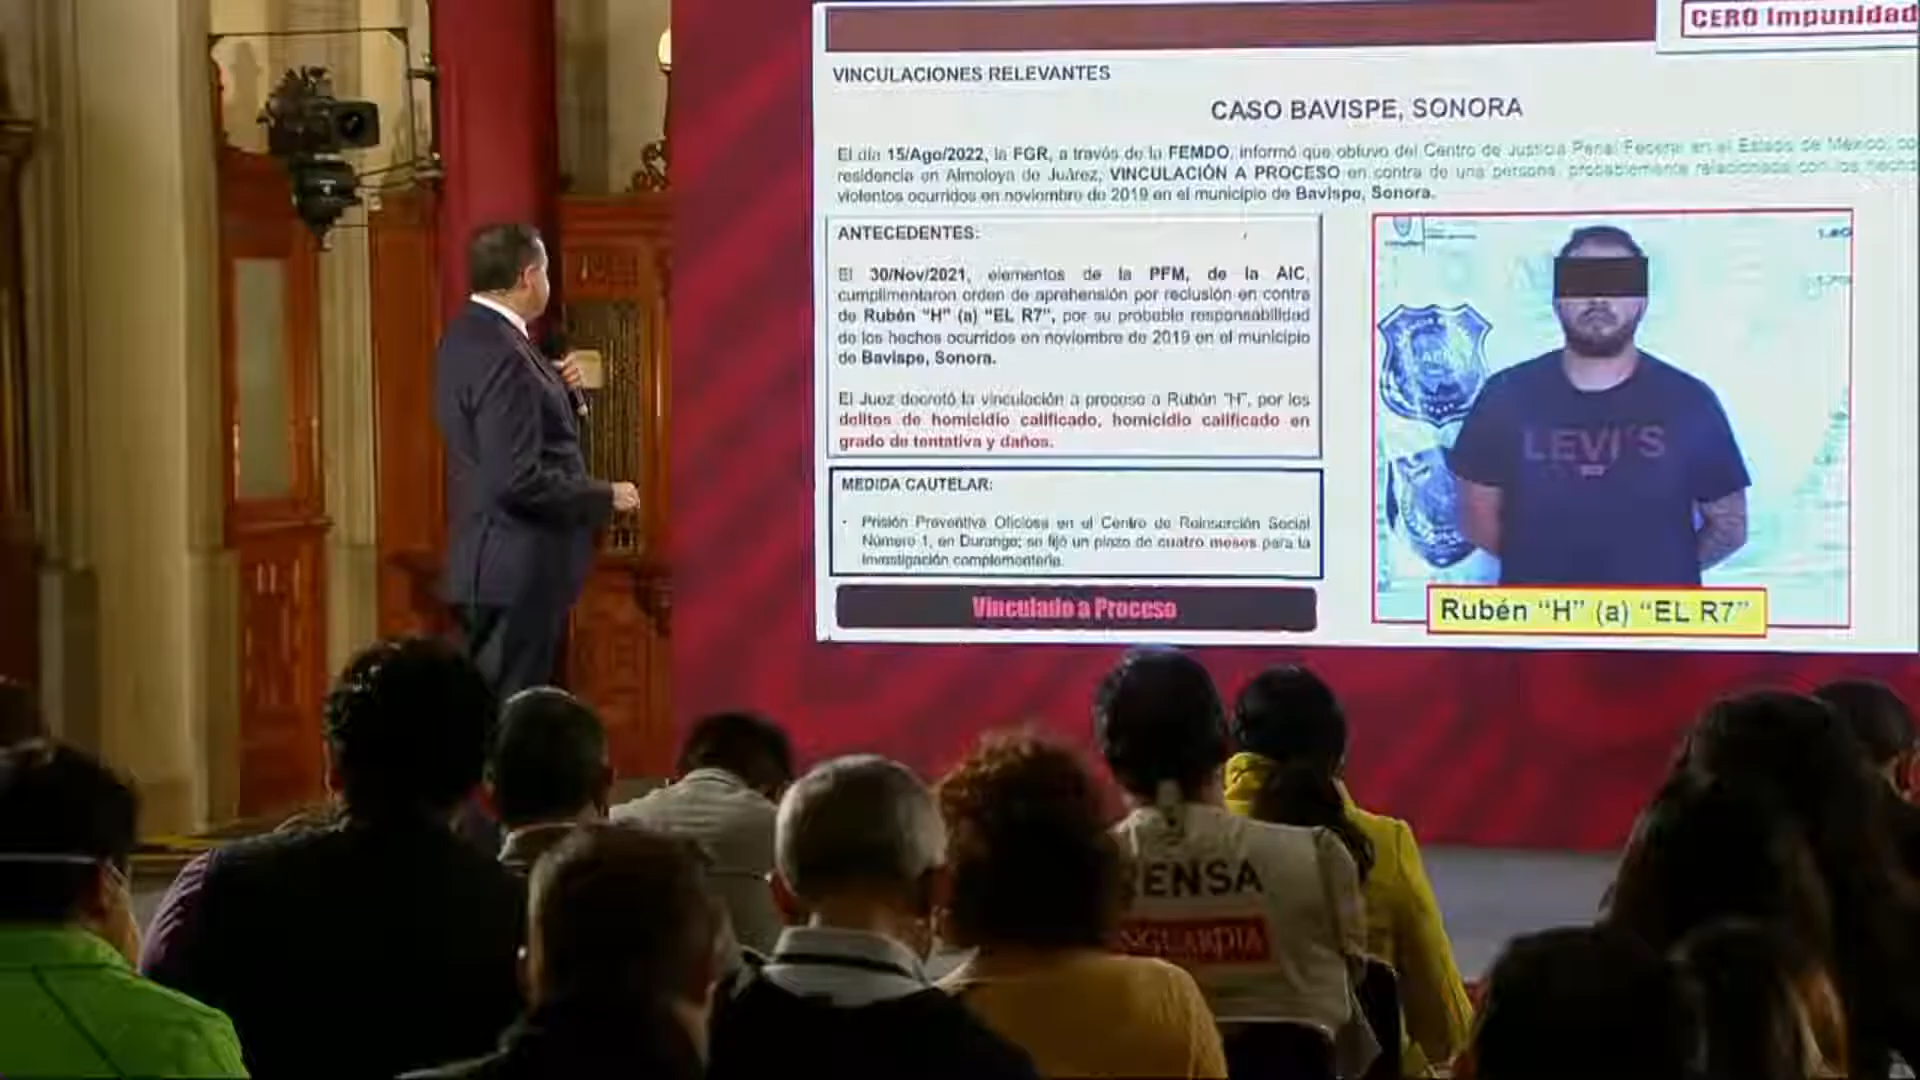 CERO Impunidad
VINCULACIONES RELEVANTES
CASO BAVISPE, SONORA
El día 15/Ago/2022, la FGR, a través de la FEMDO, informó que obtuvo del Centro de Justicia Penal Federal en el Estado de México, co
residencia en Almoloya de Juárez, VINCULACIÓN A PROCESO en contra de una persona, probablemente relacionada con los hecho
violentos ocurridos en noviembre de 2019 en el municipio de Bavispe, Sonora.
ANTECEDENTES:
El 30/Nov/2021, elementos de la PFM, de la AIC,
cumplimentaron orden de aprehensión por reclusión en contra
de Rubén "H" (a) "EL R7", por su probable responsabilidad
de los hechos ocurridos en noviembre de 2019 en el municipio
de Bavispe, Sonora.
El Juez decretó la vinculación a proceso a Rubén "H", por los
delitos de homicidio calificado, homicidio calificado en
grado de tentativa y daños.
MEDIDA CAUTELAR:
- Prisión Preventiva Oficiosa en el Centro de Reinserción Social
Número 1, en Durango; se fijó un plazo de cuatro meses para la
investigación complementaria.
Vinculado a Proceso
LEVI'S
Rubén "H" (a) "EL R7"
RENSA
NGUARDIA